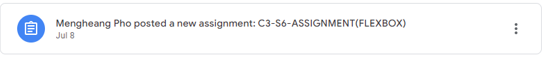 Mengheang Pho posted a new assignment: C3-S6-ASSIGNMENT(FLEXBOX)
Jul 8